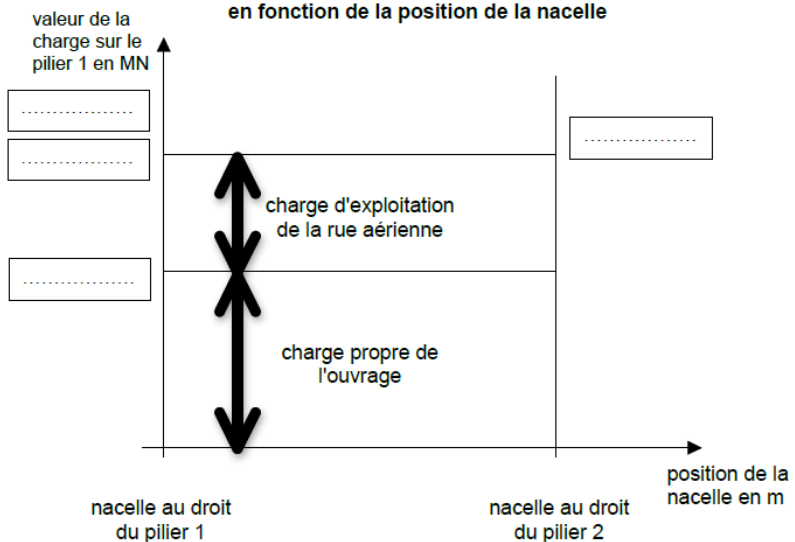 en fonction de la position de la nacelle
valeur de la
charge sur le
pilier 1 en MN
..................
..................
..................
..................
charge d'exploitation
de la rue aérienne
charge propre de
l'ouvrage
position de la
nacelle en m
nacelle au droit
du pilier 1
nacelle au droit
du pilier 2